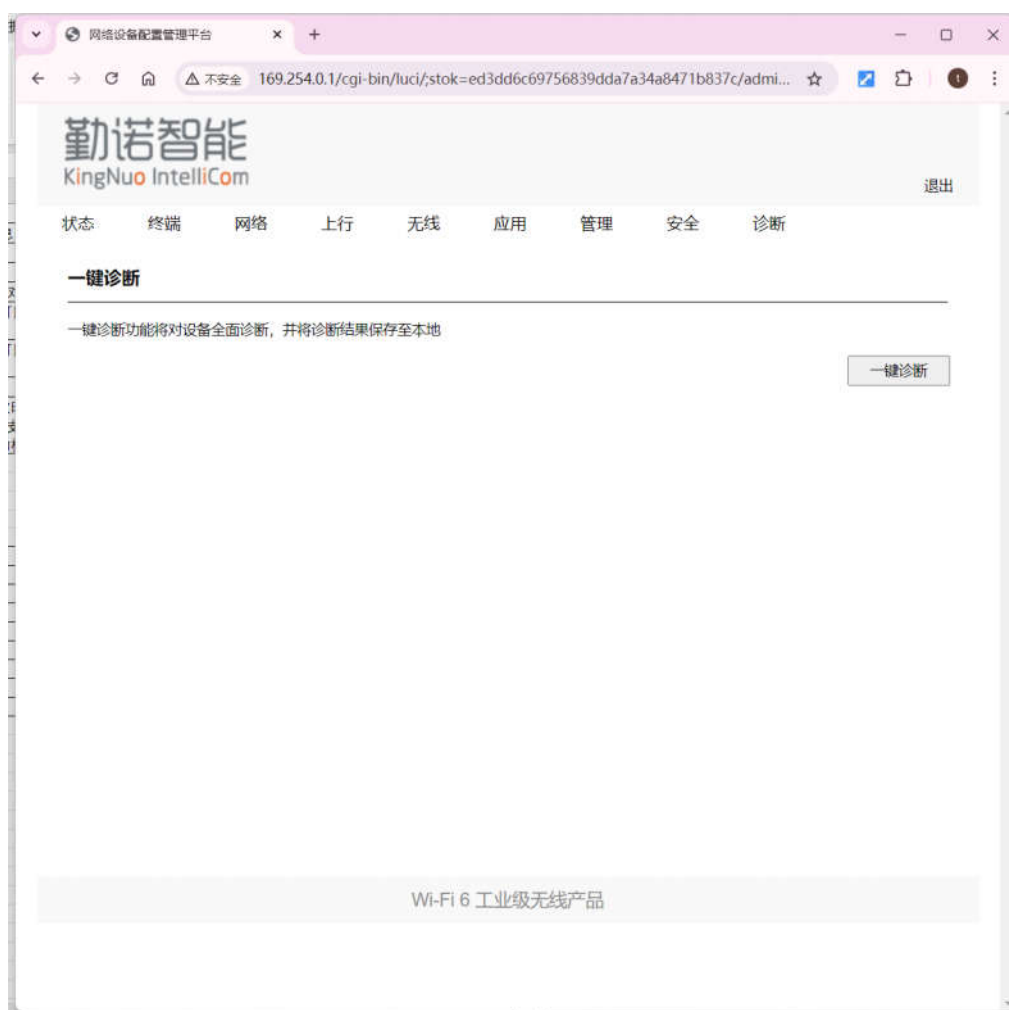 网络设备配置管理平台
不安全 169.254.0.1/cgi-bin/luci/;stok=ed3dd6c69756839dda7a34a8471b837c/admi...
勤诺智能
KingNuo IntelliCom
退出
状态 终端 网络 上行 无线 应用 管理 安全 诊断
一键诊断
一键诊断功能将对设备全面诊断，并将诊断结果保存至本地
一键诊断
Wi-Fi 6 工业级无线产品